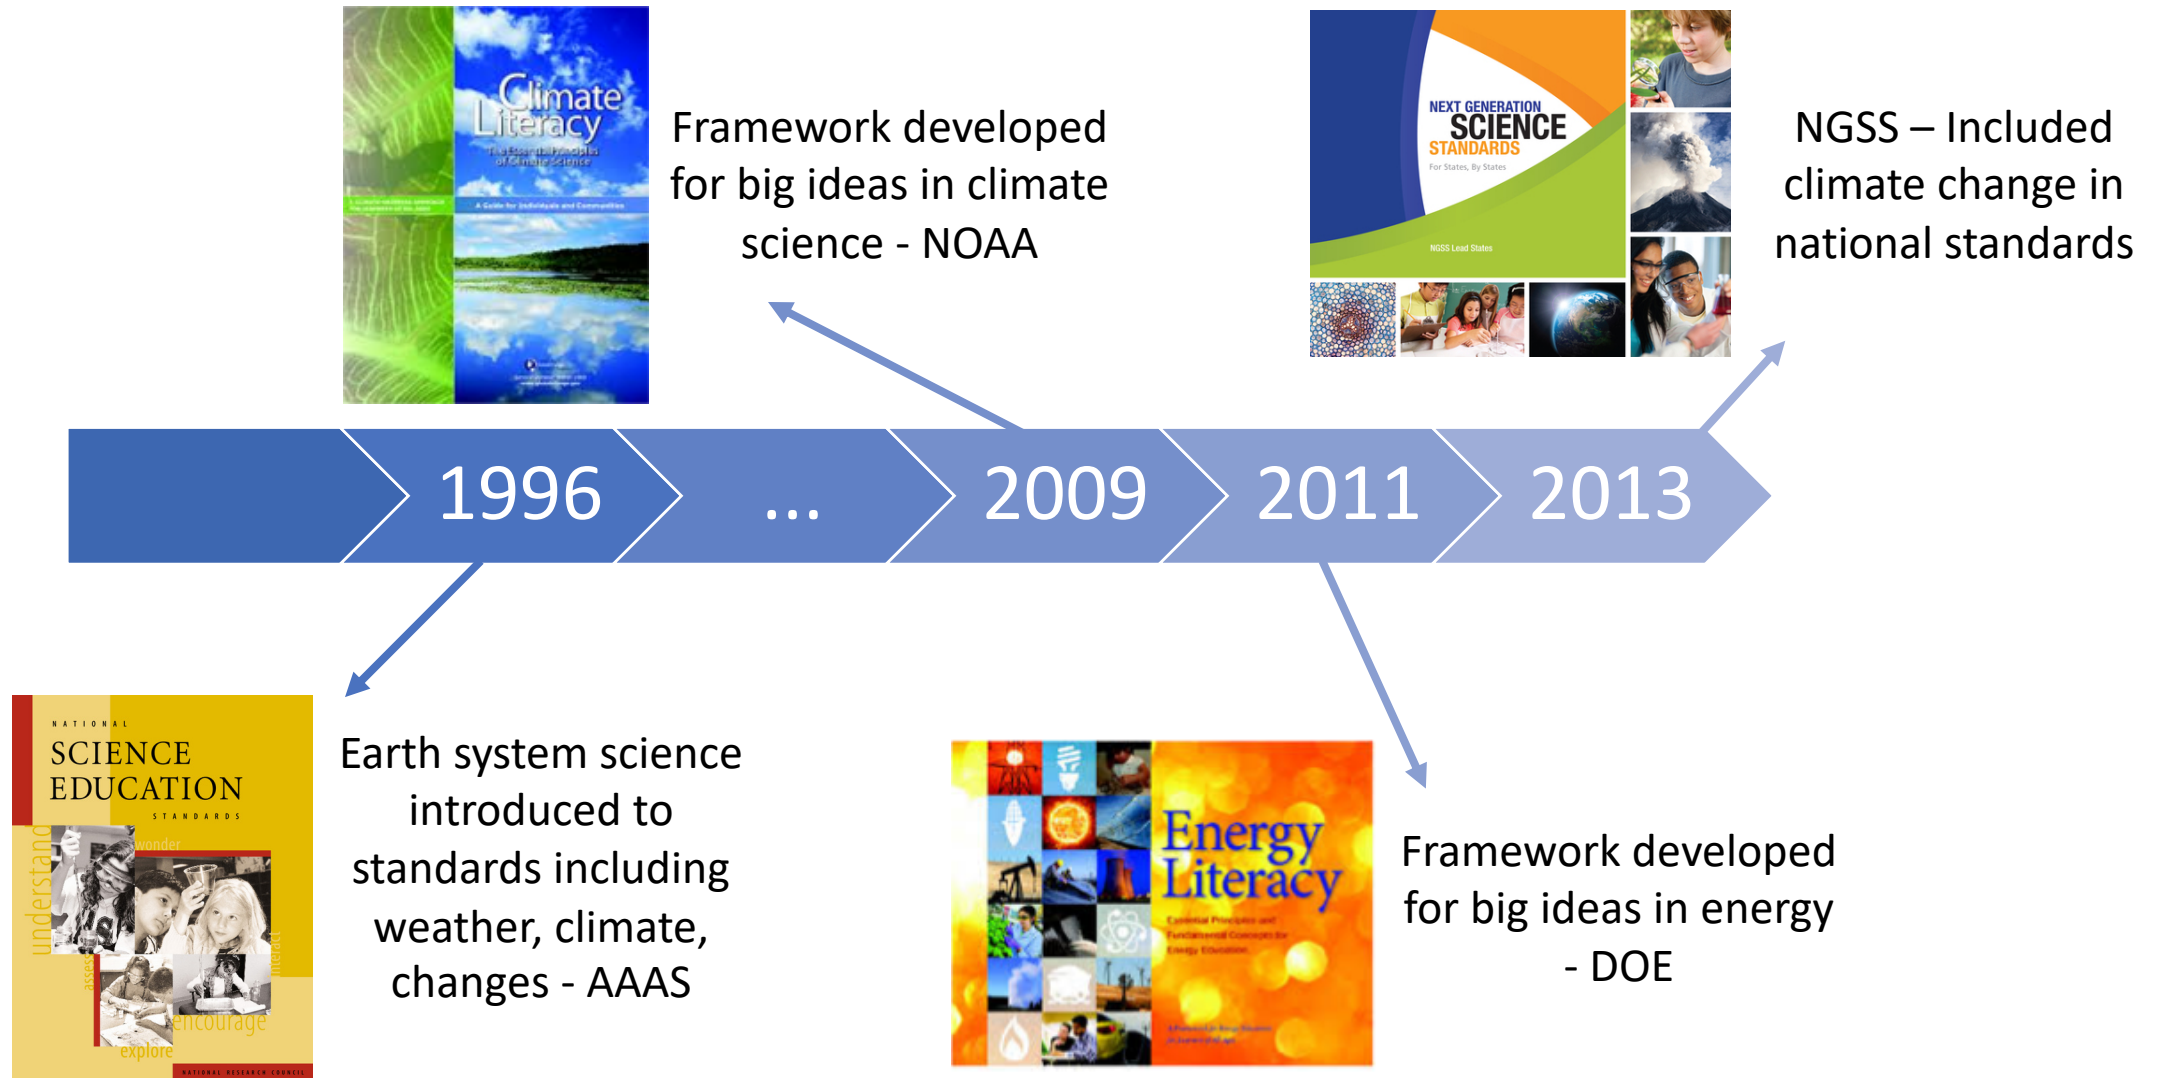 Climate
Literacy
The Essential Principles
of Climate Science
A Guide for Individuals and Communities
Framework developed
for big ideas in climate
science - NOAA
NEXT GENERATION
SCIENCE
STANDARDS
For States, By States
NGSS Lead States
NGSS – Included
climate change in
national standards
1996
...
2009
2011
2013
NATIONAL
SCIENCE
EDUCATION
STANDARDS
understand
wonder
assess
interact
encourage
explore
NATIONAL RESEARCH COUNCIL
Earth system science
introduced to
standards including
weather, climate,
changes - AAAS
Energy
Literacy
Essential Principles and
Fundamental Concepts for
Energy Education
Framework developed
for big ideas in energy
- DOE